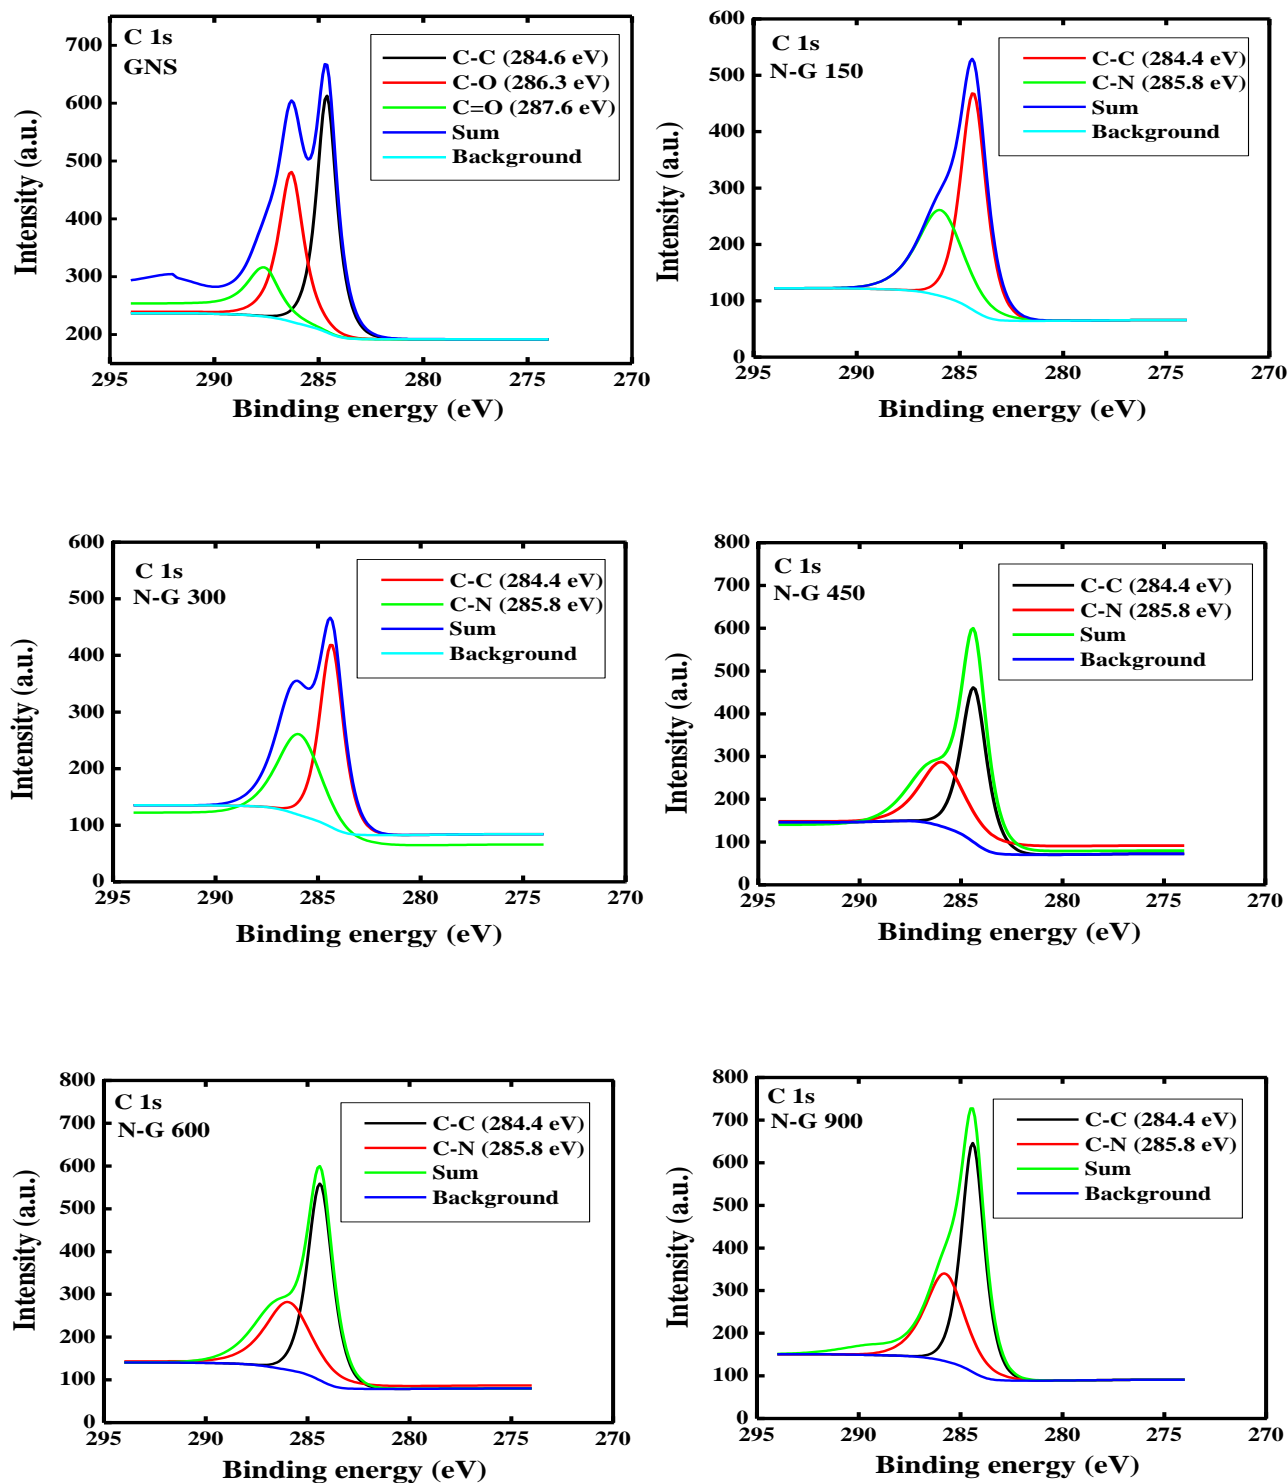 C 1s
GNS
C-C (284.6 eV)
C-O (286.3 eV)
C=O (287.6 eV)
Sum
Background
700
600
500
400
300
200
295 290 285 280 275 270
Intensity (a.u.)
Binding energy (eV)
C 1s
N-G 150
C-C (284.4 eV)
C-N (285.8 eV)
Sum
Background
600
500
400
300
200
100
0
295 290 285 280 275 270
Intensity (a.u.)
Binding energy (eV)
C 1s
N-G 300
C-C (284.4 eV)
C-N (285.8 eV)
Sum
Background
600
500
400
300
200
100
0
295 290 285 280 275 270
Intensity (a.u.)
Binding energy (eV)
C 1s
N-G 450
C-C (284.4 eV)
C-N (285.8 eV)
Sum
Background
800
700
600
500
400
300
200
100
0
295 290 285 280 275 270
Intensity (a.u.)
Binding energy (eV)
C 1s
N-G 600
C-C (284.4 eV)
C-N (285.8 eV)
Sum
Background
800
700
600
500
400
300
200
100
0
295 290 285 280 275 270
Intensity (a.u.)
Binding energy (eV)
C 1s
N-G 900
C-C (284.4 eV)
C-N (285.8 eV)
Sum
Background
800
700
600
500
400
300
200
100
0
295 290 285 280 275 270
Intensity (a.u.)
Binding energy (eV)